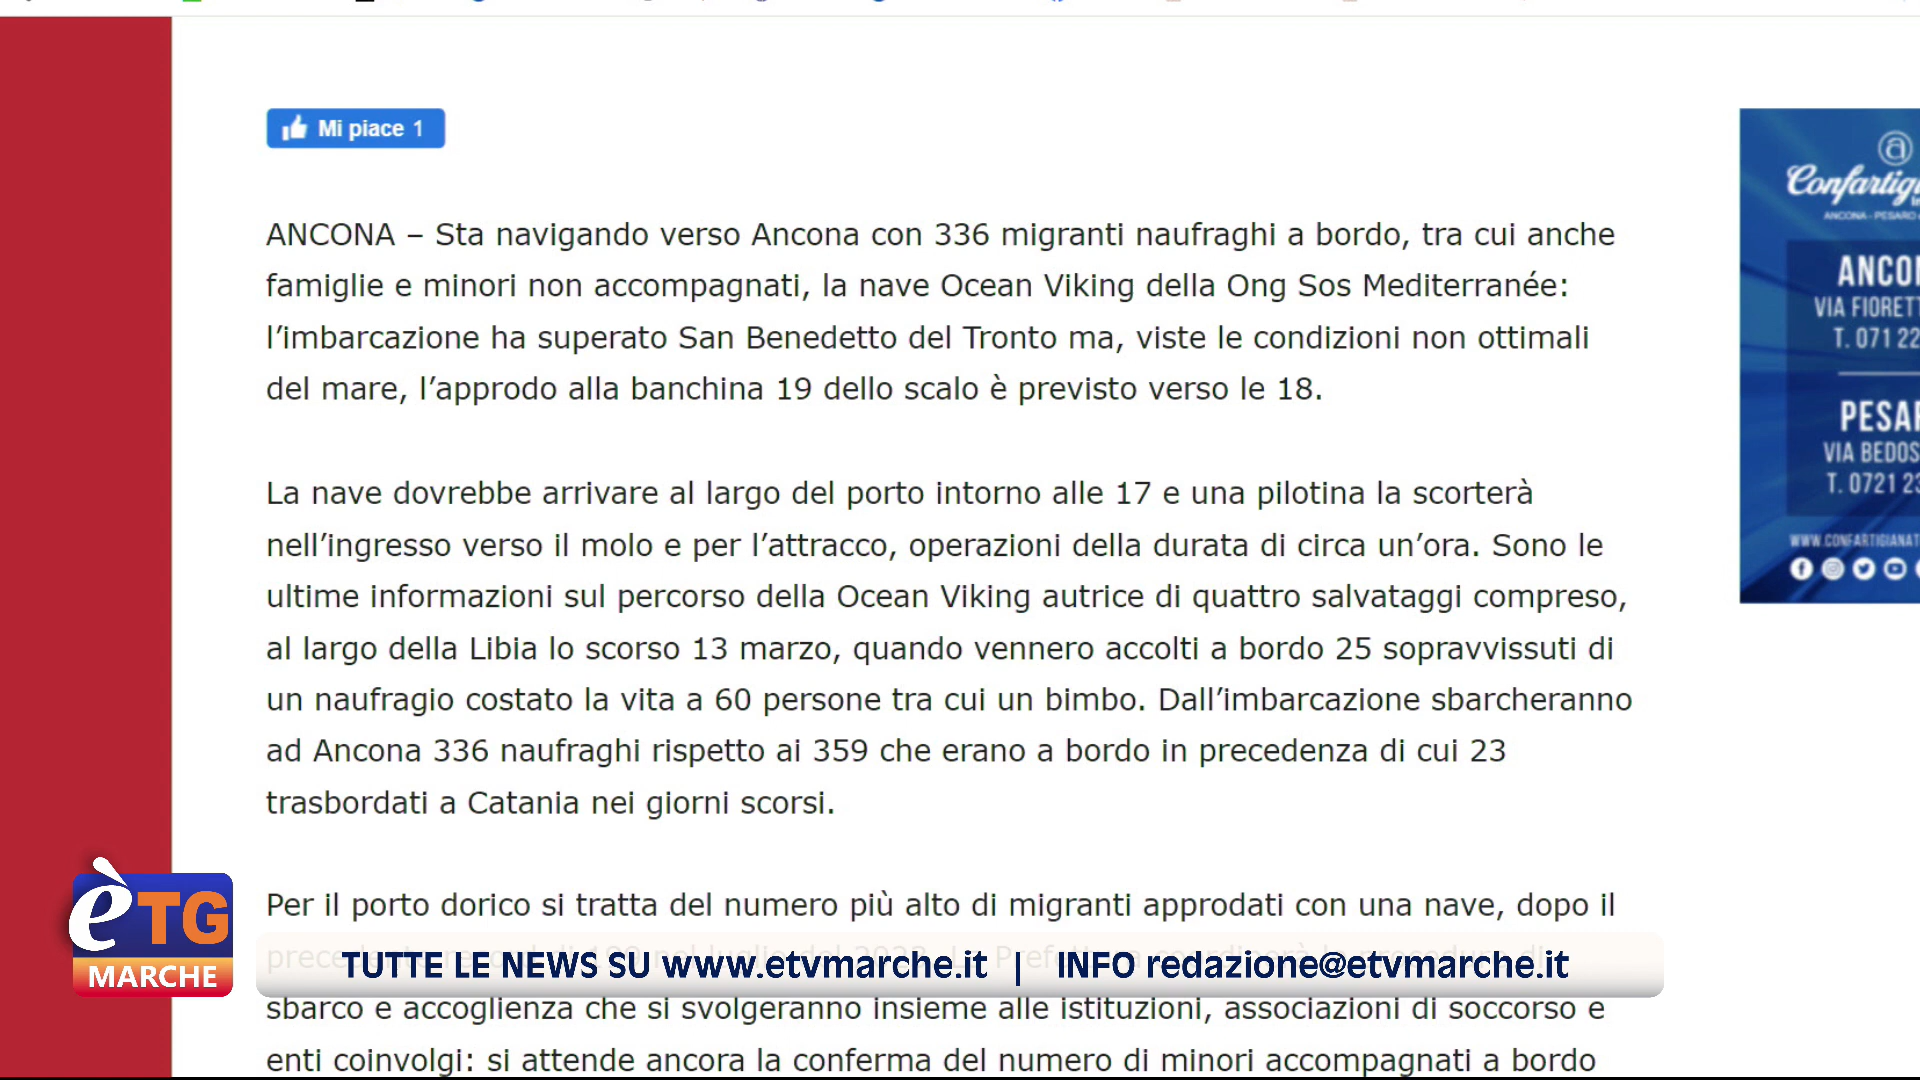 Mi piace 1
ANCONA – Sta navigando verso Ancona con 336 migranti naufraghi a bordo, tra cui anche
famiglie e minori non accompagnati, la nave Ocean Viking della Ong Sos Mediterranée:
l’imbarcazione ha superato San Benedetto del Tronto ma, viste le condizioni non ottimali
del mare, l’approdo alla banchina 19 dello scalo è previsto verso le 18.
La nave dovrebbe arrivare al largo del porto intorno alle 17 e una pilotina la scorterà
nell’ingresso verso il molo e per l’attracco, operazioni della durata di circa un’ora. Sono le
ultime informazioni sul percorso della Ocean Viking autrice di quattro salvataggi compreso,
al largo della Libia lo scorso 13 marzo, quando vennero accolti a bordo 25 sopravvissuti di
un naufragio costato la vita a 60 persone tra cui un bimbo. Dall’imbarcazione sbarcheranno
ad Ancona 336 naufraghi rispetto ai 359 che erano a bordo in precedenza di cui 23
trasbordati a Catania nei giorni scorsi.
Per il porto dorico si tratta del numero più alto di migranti approdati con una nave, dopo il
sbarco e accoglienza che si svolgeranno insieme alle istituzioni, associazioni di soccorso e
enti coinvolgi: si attende ancora la conferma del numero di minori accompagnati a bordo
Confartigi
ANCONA - PESARO
ANCON
VIA FIORETT
T. 071 22
PESAR
VIA BEDOS
T. 0721 23
WWW.CONFARTIGIANAT
èTG
MARCHE
TUTTE LE NEWS SU www.etvmarche.it | INFO redazione@etvmarche.it